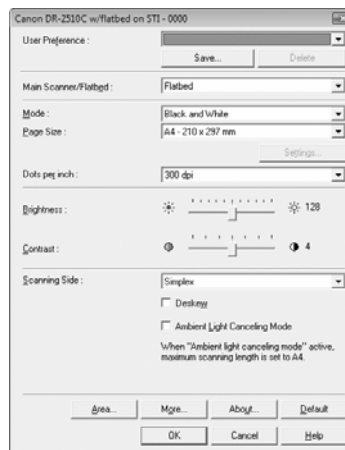 Canon DR-2510C w/flatbed on STI - 0000
User Preference :
Save... Delete
Main Scanner/Flatbed : Flatbed
Mode : Black and White
Page Size : A4 - 210 x 297 mm
Settings...
Dots per inch : 300 dpi
Brightness : 128
Contrast : 4
Scanning Side : Simplex
Deskew
Ambient Light Canceling Mode
When "Ambient light canceling mode" active,
maximum scanning length is set to A4.
Area... More... About... Default
OK Cancel Help